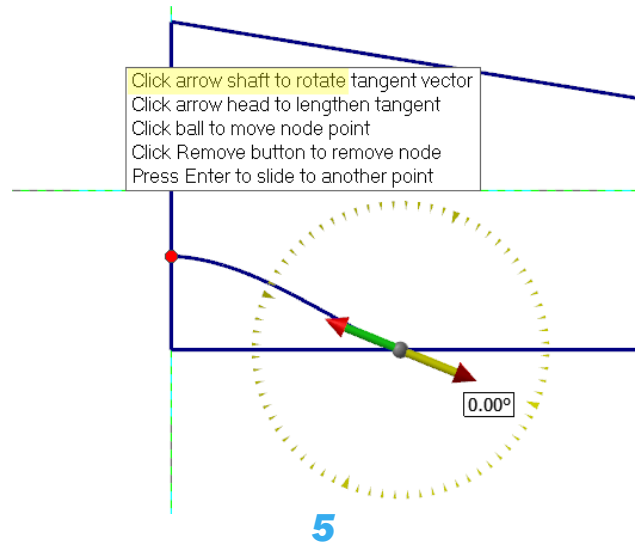 Click arrow shaft to rotate tangent vector
Click arrow head to lengthen tangent
Click ball to move node point
Click Remove button to remove node
Press Enter to slide to another point
0.00º
5